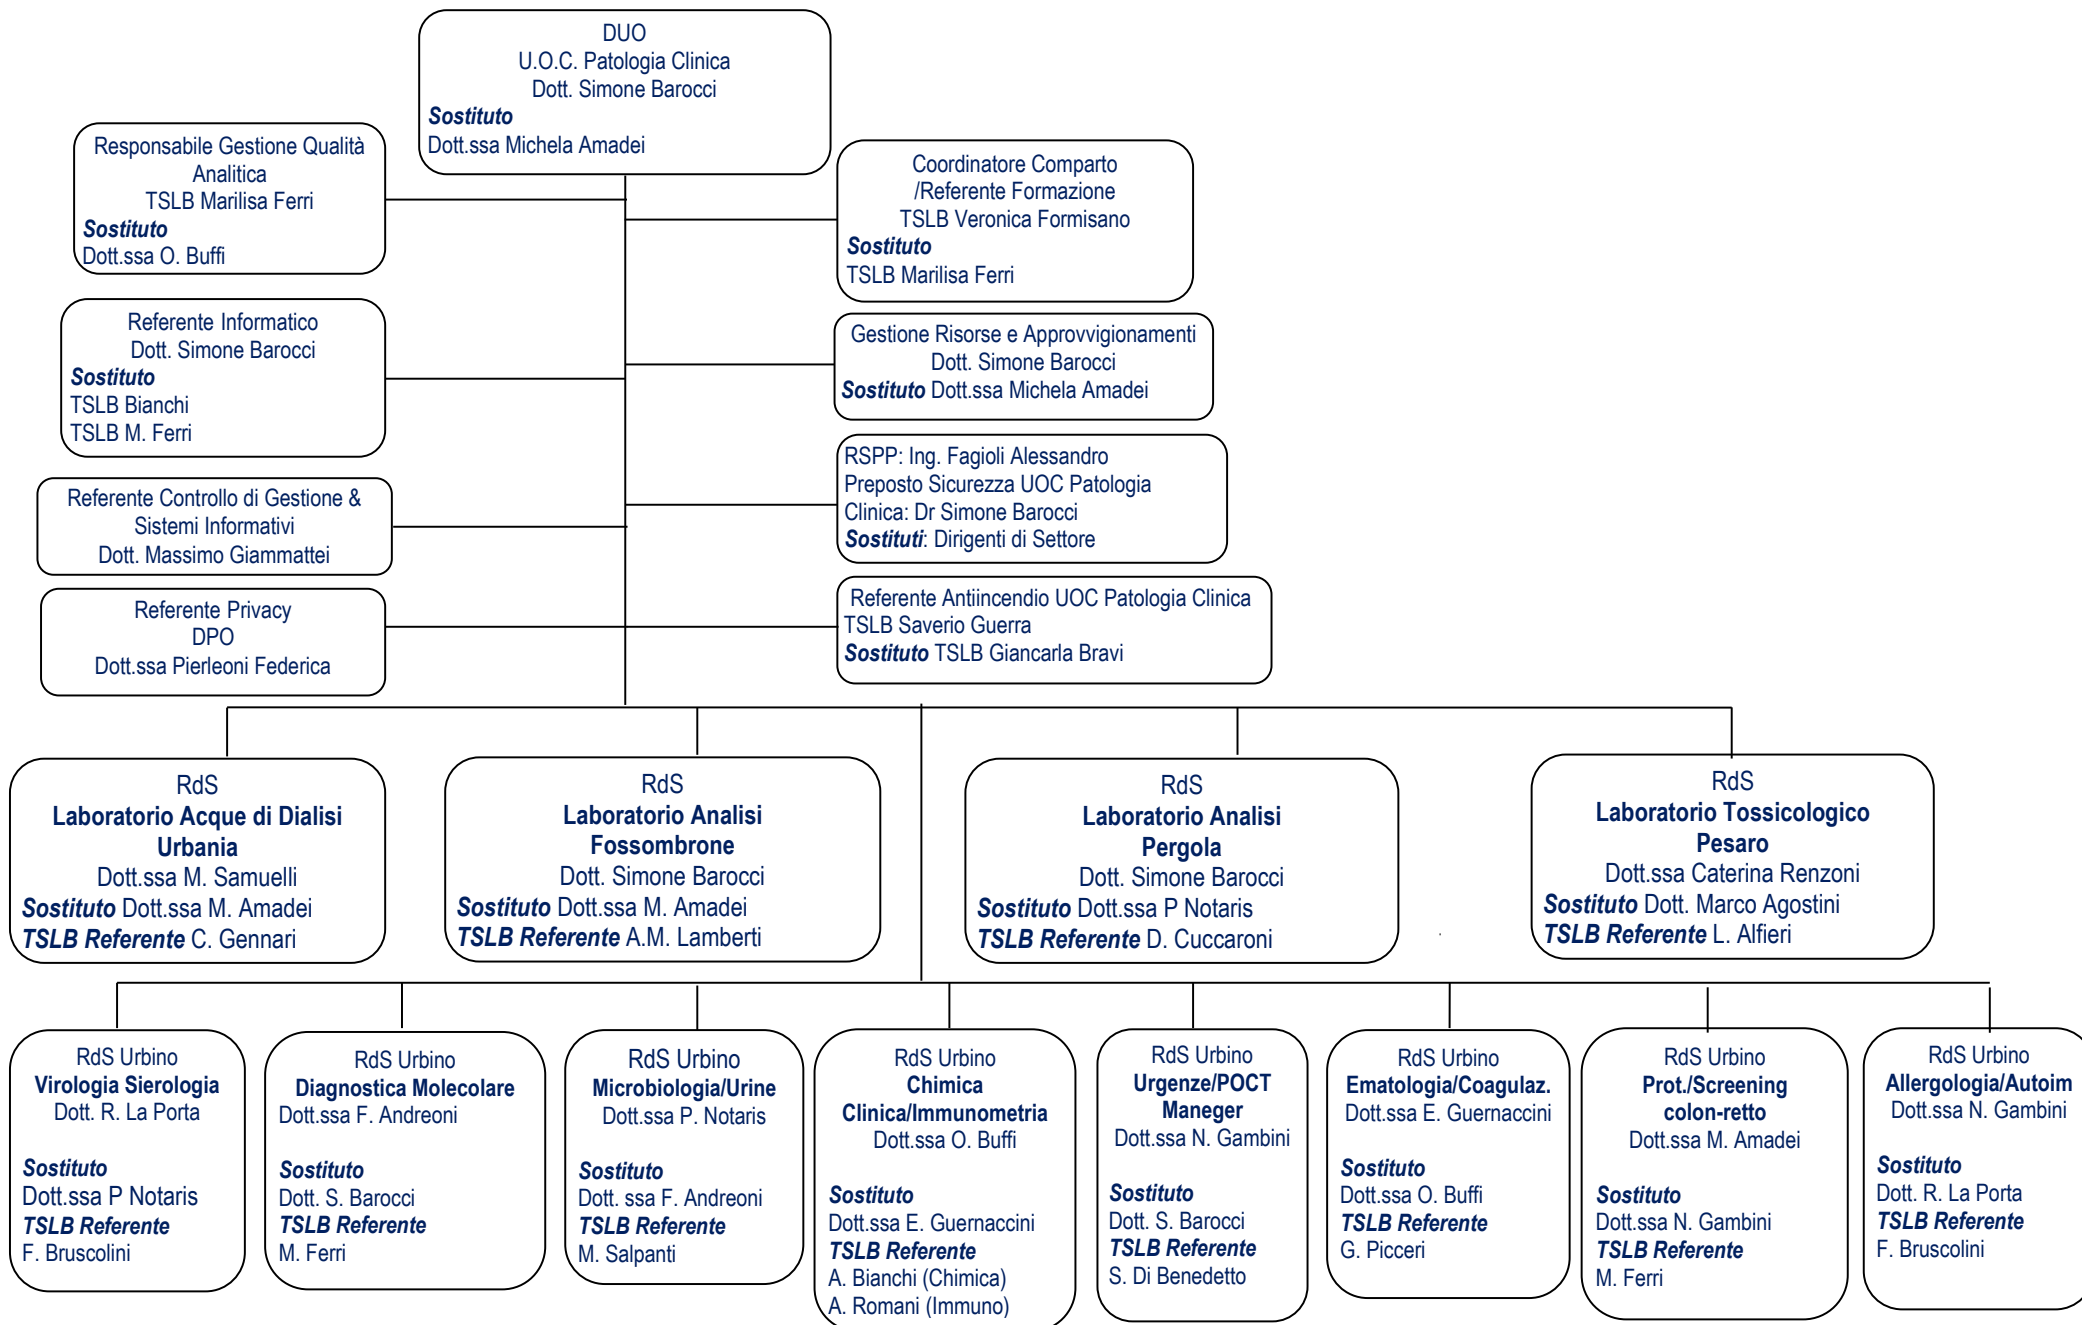 DUO
U.O.C. Patologia Clinica
Dott. Simone Barocci
Sostituto
Dott.ssa Michela Amadei
Responsabile Gestione Qualità
Analitica
TSLB Marilisa Ferri
Sostituto
Dott.ssa O. Buffi
Coordinatore Comparto
/Referente Formazione
TSLB Veronica Formisano
Sostituto
TSLB Marilisa Ferri
Referente Informatico
Dott. Simone Barocci
Sostituto
TSLB Bianchi
TSLB M. Ferri
Gestione Risorse e Approvvigionamenti
Dott. Simone Barocci
Sostituto Dott.ssa Michela Amadei
Referente Controllo di Gestione &
Sistemi Informativi
Dott. Massimo Giammattei
RSPP: Ing. Fagioli Alessandro
Preposto Sicurezza UOC Patologia
Clinica: Dr Simone Barocci
Sostituti: Dirigenti di Settore
Referente Privacy
DPO
Dott.ssa Pierleoni Federica
Referente Antiincendio UOC Patologia Clinica
TSLB Saverio Guerra
Sostituto TSLB Giancarla Bravi
RdS
Laboratorio Acque di Dialisi
Urbania
Dott.ssa M. Samuelli
Sostituto Dott.ssa M. Amadei
TSLB Referente C. Gennari
RdS
Laboratorio Analisi
Fossombrone
Dott. Simone Barocci
Sostituto Dott.ssa M. Amadei
TSLB Referente A.M. Lamberti
RdS
Laboratorio Analisi
Pergola
Dott. Simone Barocci
Sostituto Dott.ssa P Notaris
TSLB Referente D. Cuccaroni
RdS
Laboratorio Tossicologico
Pesaro
Dott.ssa Caterina Renzoni
Sostituto Dott. Marco Agostini
TSLB Referente L. Alfieri
RdS Urbino
Virologia Sierologia
Dott. R. La Porta
Sostituto
Dott.ssa P Notaris
TSLB Referente
F. Bruscolini
RdS Urbino
Diagnostica Molecolare
Dott.ssa F. Andreoni
Sostituto
Dott. S. Barocci
TSLB Referente
M. Ferri
RdS Urbino
Microbiologia/Urine
Dott.ssa P. Notaris
Sostituto
Dott. ssa F. Andreoni
TSLB Referente
M. Salpanti
RdS Urbino
Chimica
Clinica/Immunometria
Dott.ssa O. Buffi
Sostituto
Dott.ssa E. Guernaccini
TSLB Referente
A. Bianchi (Chimica)
A. Romani (Immuno)
RdS Urbino
Urgenze/POCT
Maneger
Dott.ssa N. Gambini
Sostituto
Dott. S. Barocci
TSLB Referente
S. Di Benedetto
RdS Urbino
Ematologia/Coagulaz.
Dott.ssa E. Guernaccini
Sostituto
Dott.ssa O. Buffi
TSLB Referente
G. Picceri
RdS Urbino
Prot./Screening
colon-retto
Dott.ssa M. Amadei
Sostituto
Dott.ssa N. Gambini
TSLB Referente
M. Ferri
RdS Urbino
Allergologia/Autoim
Dott.ssa N. Gambini
Sostituto
Dott. R. La Porta
TSLB Referente
F. Bruscolini